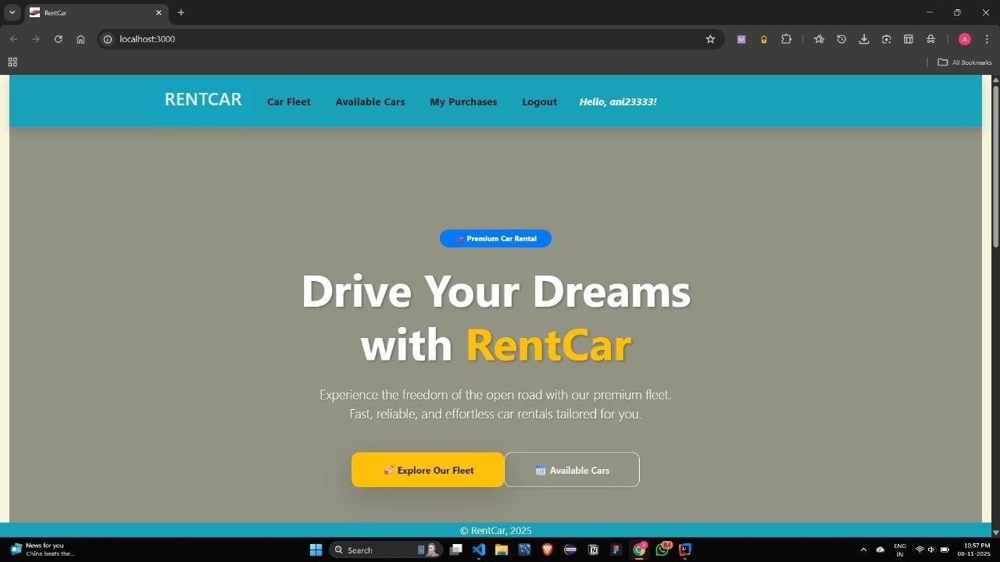 RentCar
localhost:3000
M
A
All Bookmarks
RENTCAR
Car Fleet
Available Cars
My Purchases
Logout
Hello, ani23333!
🚗 Premium Car Rental
Drive Your Dreams
with RentCar
Experience the freedom of the open road with our premium fleet.
Fast, reliable, and effortless car rentals tailored for you.
🚀 Explore Our Fleet
📅 Available Cars
© RentCar, 2025
News for you
China beats the...
Search
84
ENG
IN
10:57 PM
08-11-2025